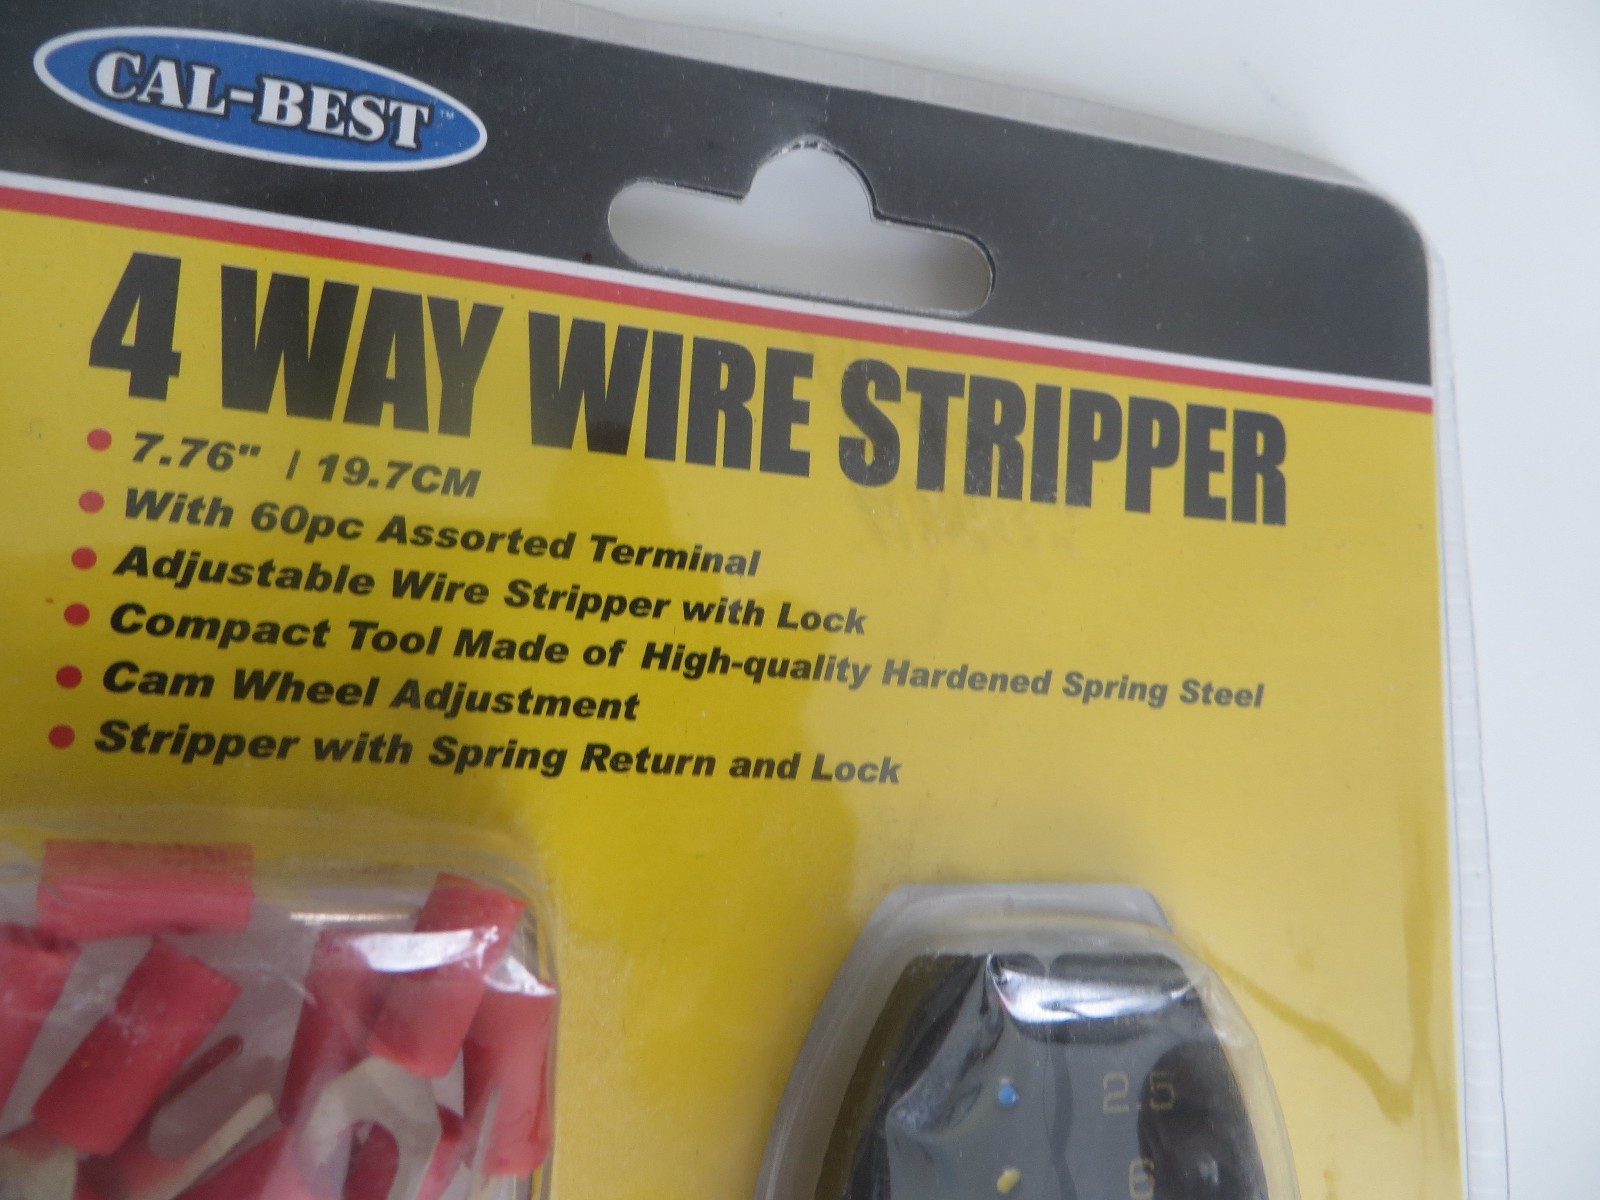 CAL-BEST™
4 WAY WIRE STRIPPER
• 7.76" / 19.7CM
• With 60pc Assorted Terminal
• Adjustable Wire Stripper with Lock
• Compact Tool Made of High-quality Hardened Spring Steel
• Cam Wheel Adjustment
• Stripper with Spring Return and Lock
2.5
6